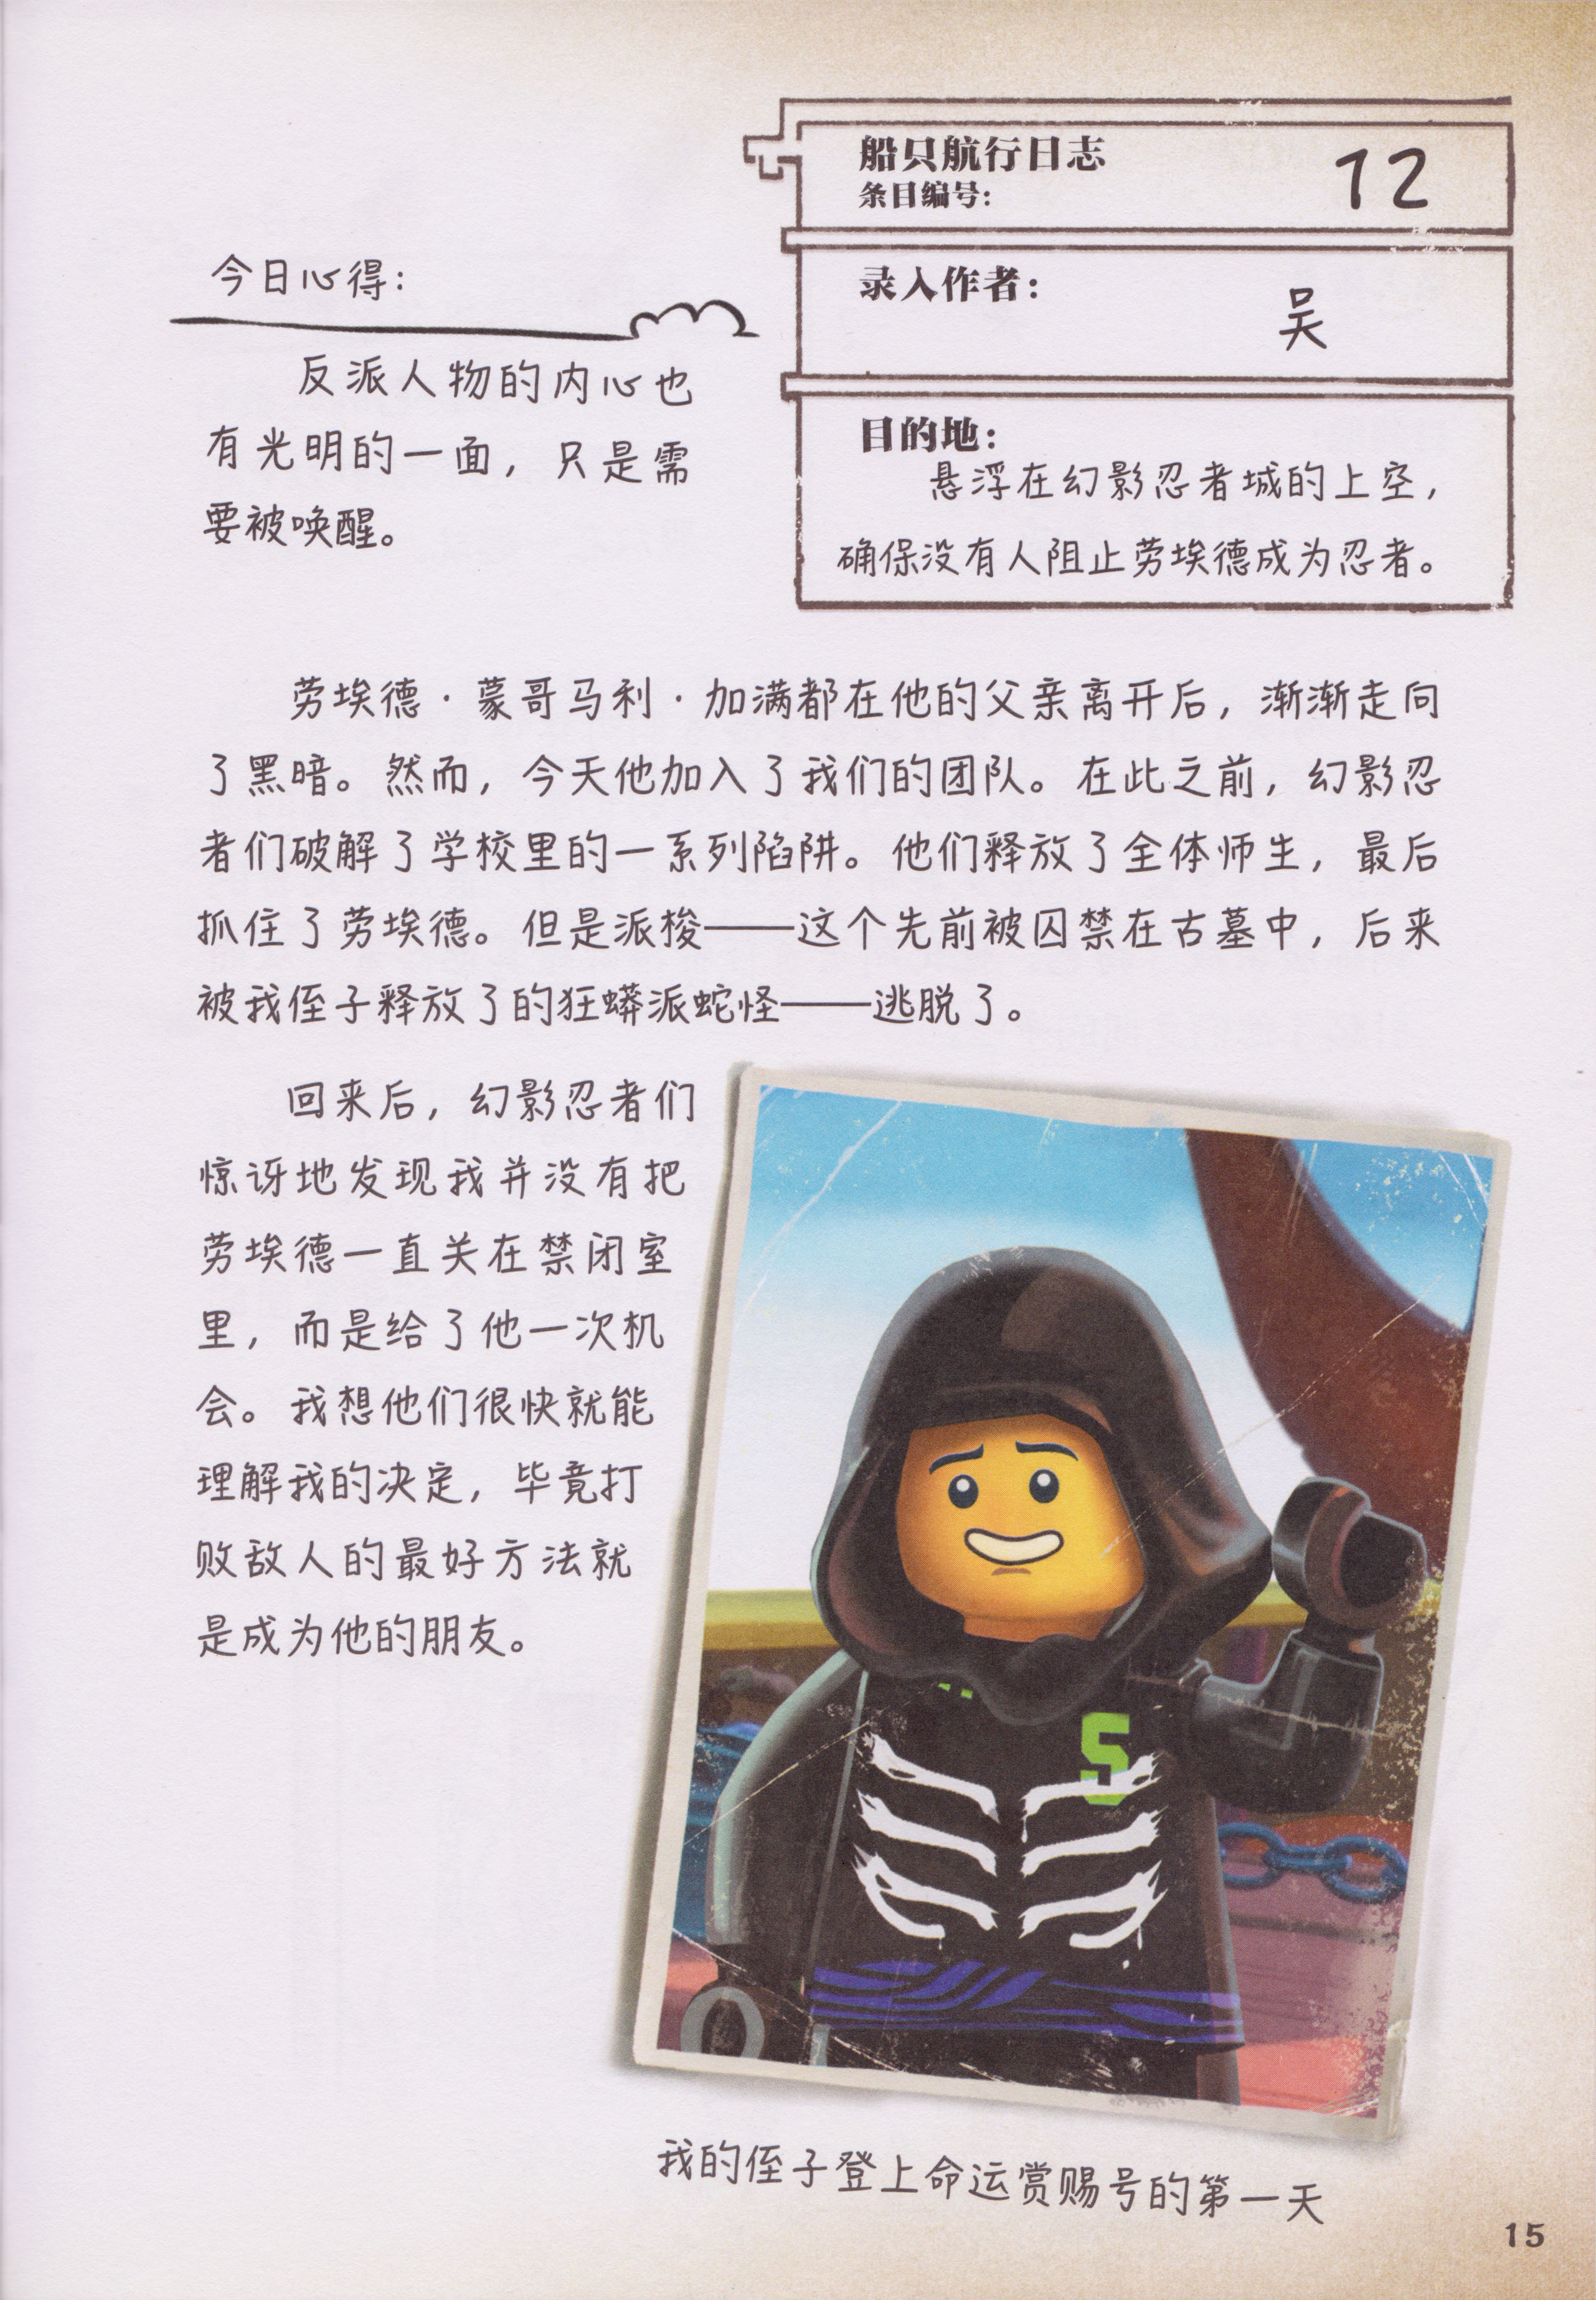 船只航行日志
条目编号： 12
录入作者：
吴
目的地：
悬浮在幻影忍者城的上空，
确保没有人阻止劳埃德成为忍者。
今日心得：
反派人物的内心也
有光明的一面，只是需
要被唤醒。
劳埃德·蒙哥马利·加满都在他的父亲离开后，渐渐走向
了黑暗。然而，今天他加入了我们的团队。在此之前，幻影忍
者们破解了学校里的一系列陷阱。他们释放了全体师生，最后
抓住了劳埃德。但是派梭——这个先前被囚禁在古墓中，后来
被我侄子释放了的狂蟒派蛇怪——逃脱了。
回来后，幻影忍者们
惊讶地发现我并没有把
劳埃德一直关在禁闭室
里，而是给了他一次机
会。我想他们很快就能
理解我的决定，毕竟打
败敌人的最好方法就
是成为他的朋友。
5
我的侄子登上命运赏赐号的第一天
15